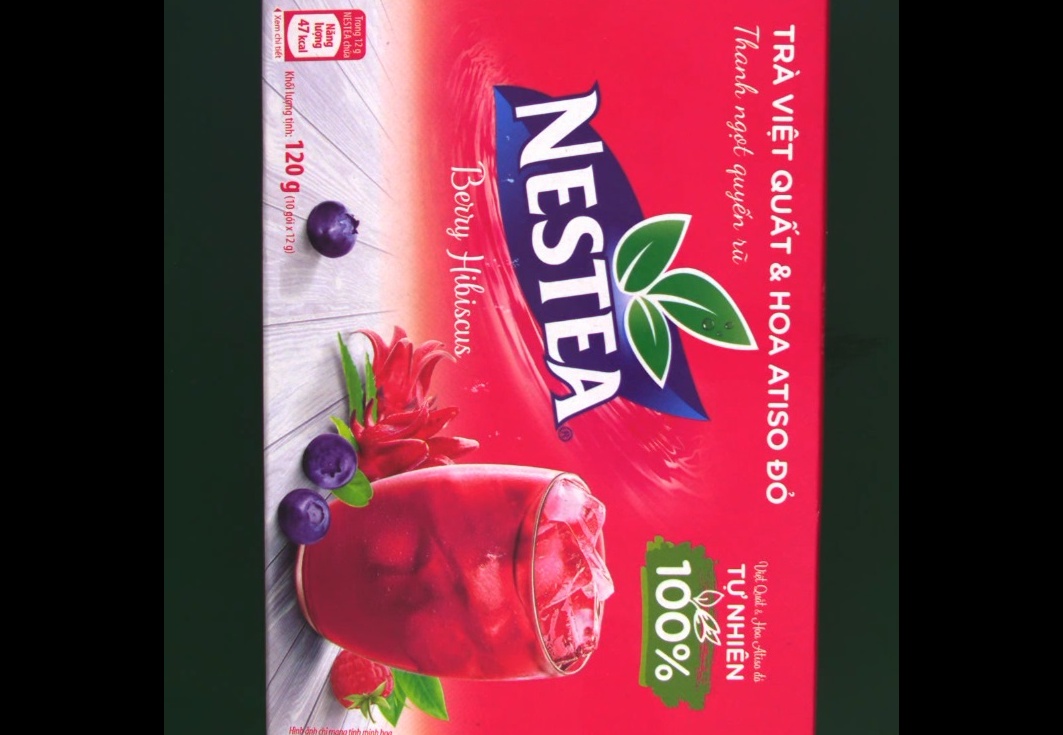 TRÀ VIỆT QUẤT & HOA ATISO ĐỎ
Thanh ngọt quyến rũ
NESTEA®
Berry Hibiscus
Việt Quất & Hoa Atiso đỏ
TỰ NHIÊN
100%
Trong 12 g
NESTEA chứa
Năng
lượng
47 kcal
Xem chi tiết
Khối lượng tịnh: 120 g (10 gói x 12 g)
Hình ảnh chỉ mang tính minh họa